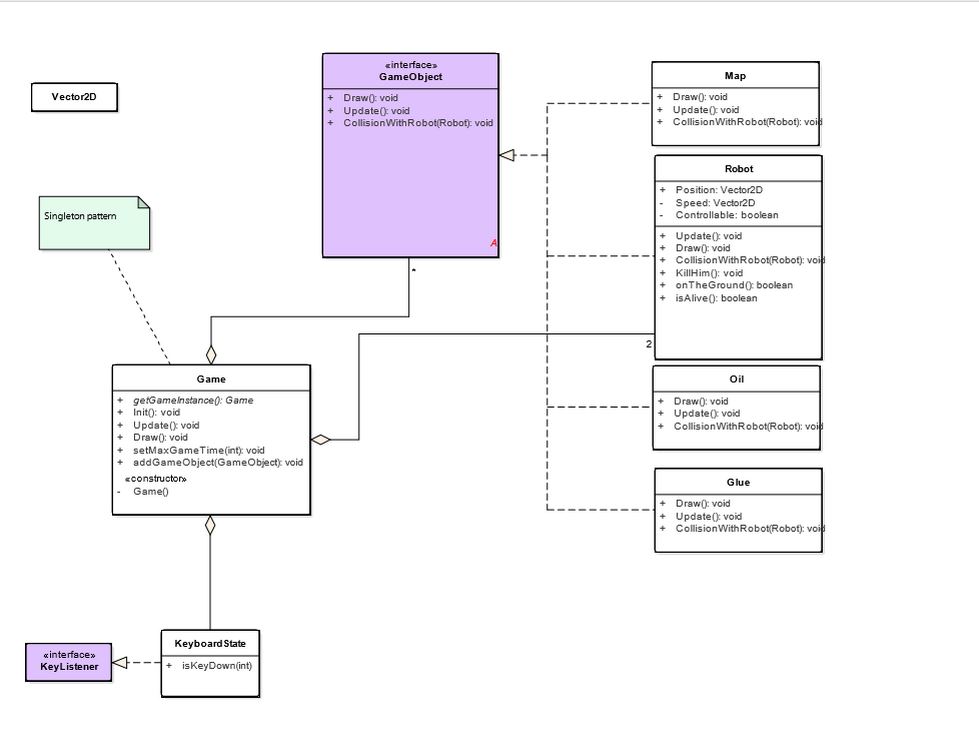 Vector2D
«interface»
GameObject
+ Draw(): void
+ Update(): void
+ CollisionWithRobot(Robot): void
A
*
Map
+ Draw(): void
+ Update(): void
+ CollisionWithRobot(Robot): void
Robot
+ Position: Vector2D
- Speed: Vector2D
- Controllable: boolean
+ Update(): void
+ Draw(): void
+ CollisionWithRobot(Robot): void
+ KillHim(): void
+ onTheGround(): boolean
+ isAlive(): boolean
2
Singleton pattern
Game
+ getGameInstance(): Game
+ Init(): void
+ Update(): void
+ Draw(): void
+ setMaxGameTime(int): void
+ addGameObject(GameObject): void
«constructor»
- Game()
Oil
+ Draw(): void
+ Update(): void
+ CollisionWithRobot(Robot): void
Glue
+ Draw(): void
+ Update(): void
+ CollisionWithRobot(Robot): void
«interface»
KeyListener
KeyboardState
+ isKeyDown(int)